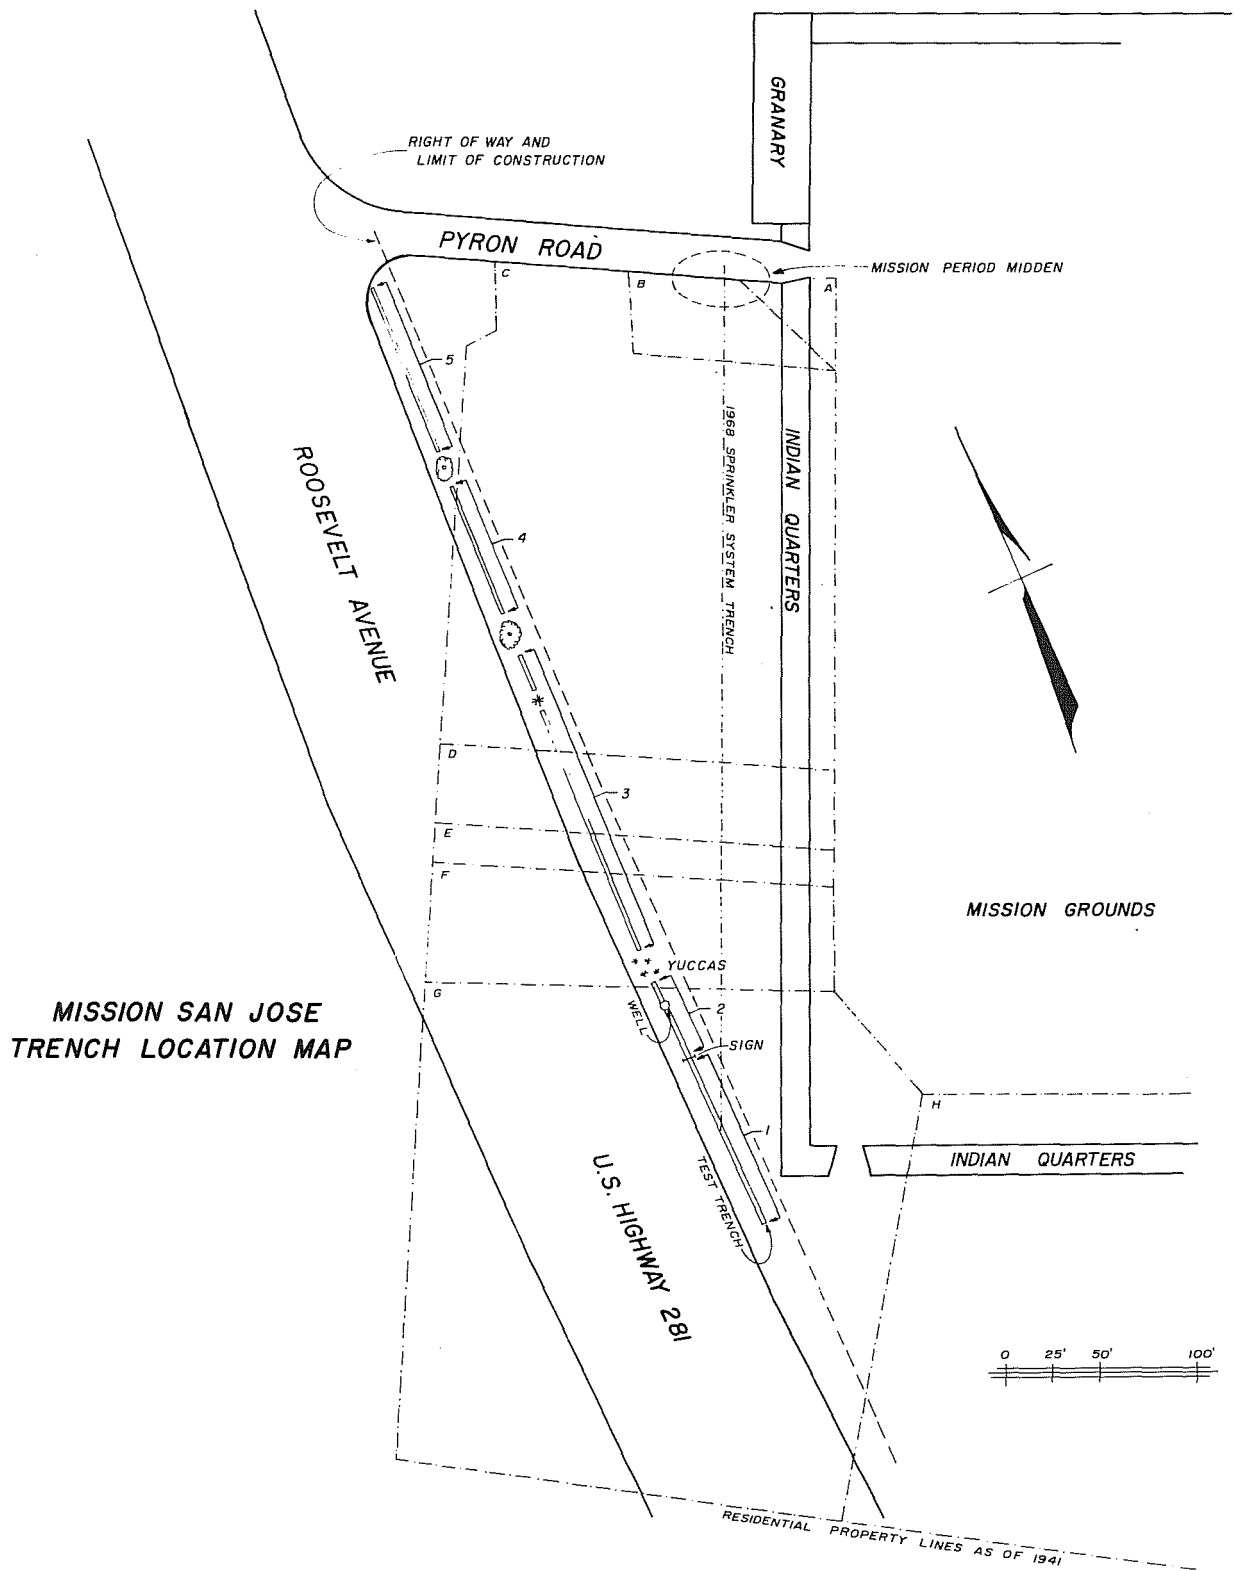 GRANARY
RIGHT OF WAY AND
LIMIT OF CONSTRUCTION
PYRON ROAD
MISSION PERIOD MIDDEN
C
B
A
5
1968 SPRINKLER SYSTEM TRENCH
INDIAN QUARTERS
ROOSEVELT AVENUE
4
D
3
E
F
MISSION GROUNDS
YUCCAS
G
2
WELL
SIGN
MISSION SAN JOSE
TRENCH LOCATION MAP
H
1
INDIAN QUARTERS
TEST TRENCH
U.S. HIGHWAY 281
0 25' 50' 100'
RESIDENTIAL PROPERTY LINES AS OF 1941